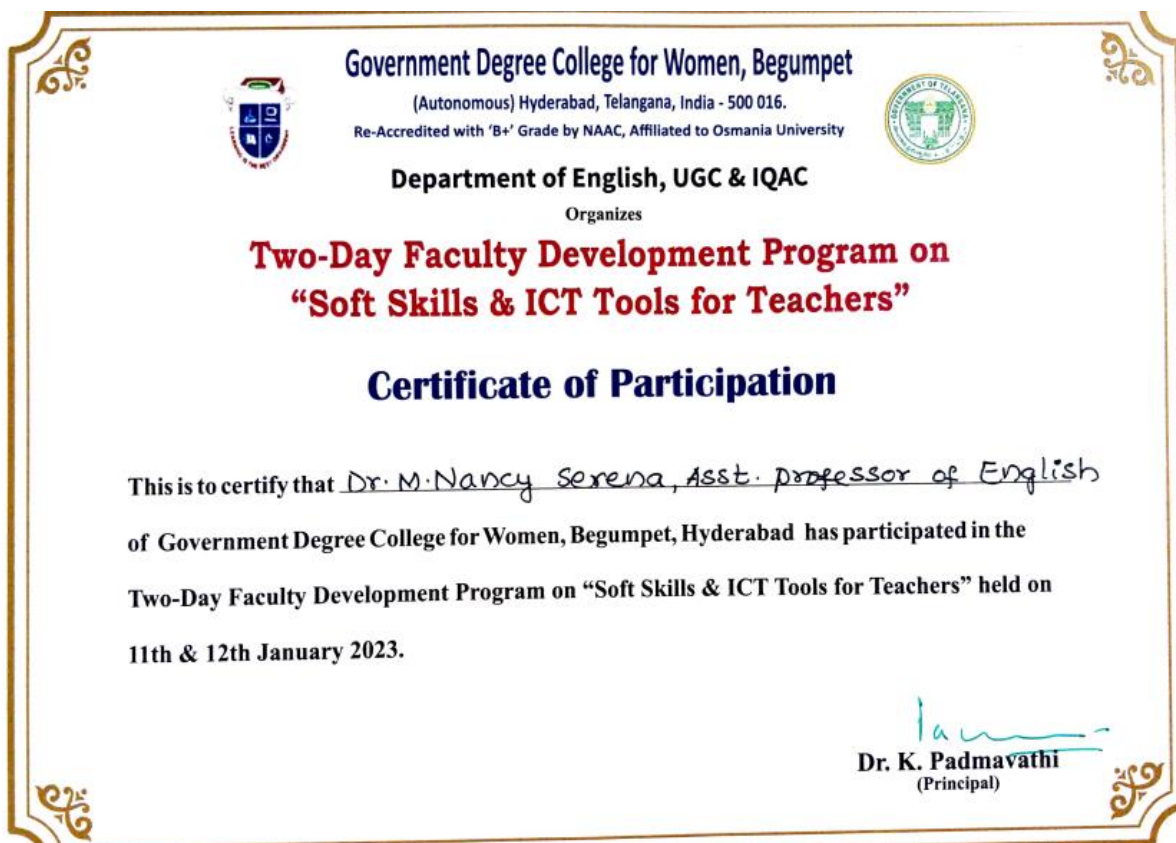 Government Degree College for Women, Begumpet
(Autonomous) Hyderabad, Telangana, India - 500 016.
Re-Accredited with ‘B+’ Grade by NAAC, Affiliated to Osmania University
GOVERNMENT OF TELANGANA
Department of English, UGC & IQAC
Organizes
Two-Day Faculty Development Program on
“Soft Skills & ICT Tools for Teachers”
Certificate of Participation
This is to certify that Dr. M. Nancy Serena, Asst. professor of English
of Government Degree College for Women, Begumpet, Hyderabad has participated in the
Two-Day Faculty Development Program on “Soft Skills & ICT Tools for Teachers” held on
11th & 12th January 2023.
Dr. K. Padmavathi
(Principal)